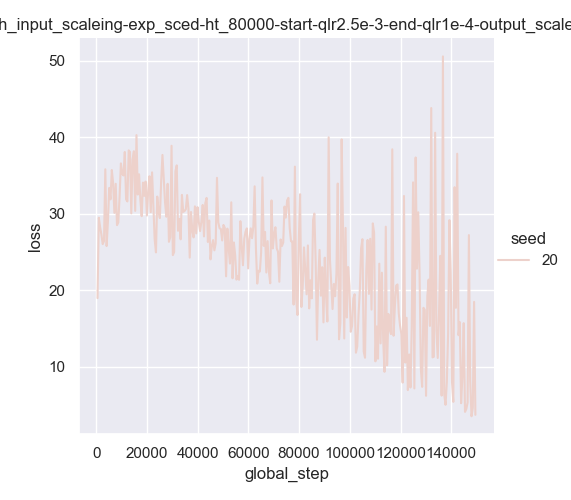 h_input_scaleing-exp_sced-ht_80000-start-qlr2.5e-3-end-qlr1e-4-output_scale
50
40
30
20
10
loss
seed
20
0 20000 40000 60000 80000 100000 120000 140000
global_step